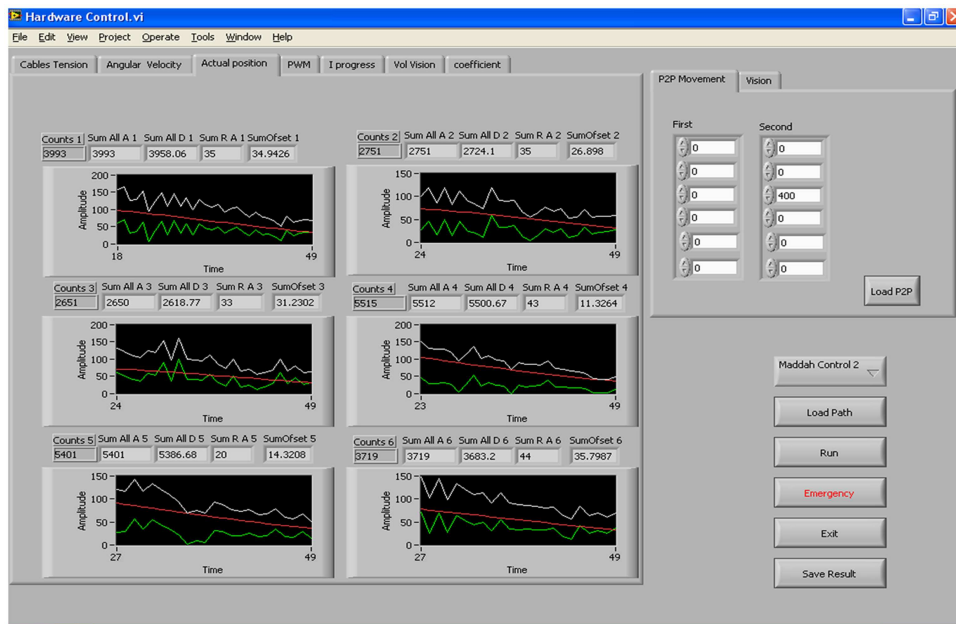 Hardware Control.vi
File Edit View Project Operate Tools Window Help
Cables Tension Angular Velocity Actual position PWM I progress Vol Vision coefficient
Counts 1 Sum All A 1 Sum All D 1 Sum R A 1 SumOfset 1
3993 3993 3958.06 35 34.9426
200
150
100
50
0
Amplitude
18 49
Time
Counts 2 Sum All A 2 Sum All D 2 Sum R A 2 SumOfset 2
2751 2751 2724.1 35 26.898
150
100
50
0
Amplitude
24 49
Time
Counts 3 Sum All A 3 Sum All D 3 Sum R A 3 SumOfset 3
2651 2650 2618.77 33 31.2302
200
150
100
50
0
Amplitude
24 49
Time
Counts 4 Sum All A 4 Sum All D 4 Sum R A 4 SumOfset 4
5515 5512 5500.67 43 11.3264
200
150
100
50
0
Amplitude
23 49
Time
Counts 5 Sum All A 5 Sum All D 5 Sum R A 5 SumOfset 5
5401 5401 5386.68 20 14.3208
150
100
50
0
Amplitude
27 49
Time
Counts 6 Sum All A 6 Sum All D 6 Sum R A 6 SumOfset 6
3719 3719 3683.2 44 35.7987
150
100
50
0
Amplitude
27 49
Time
P2P Movement Vision
First Second
0 0
0 0
0 400
0 0
0 0
0 0
Load P2P
Maddah Control 2
Load Path
Run
Emergency
Exit
Save Result